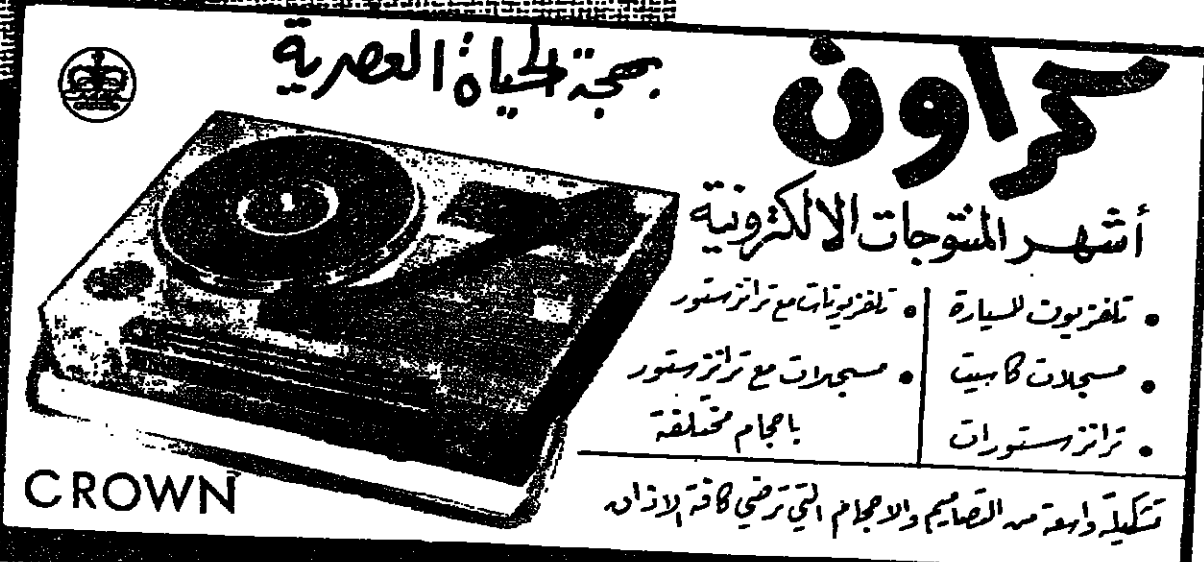 كراون
بهجة الحياة العصرية
أشهر المنتوجات الالكترونية
• تلفزيون للسيارة
• مسجلات كاسيت
• ترانزستورات
• تلفزيونات مع ترانزستور
• مسجلات مع ترانزستور
باحجام مختلفة
تشكيلة واسعة من التصاميم والاحجام التي ترضي كافة
CROWN